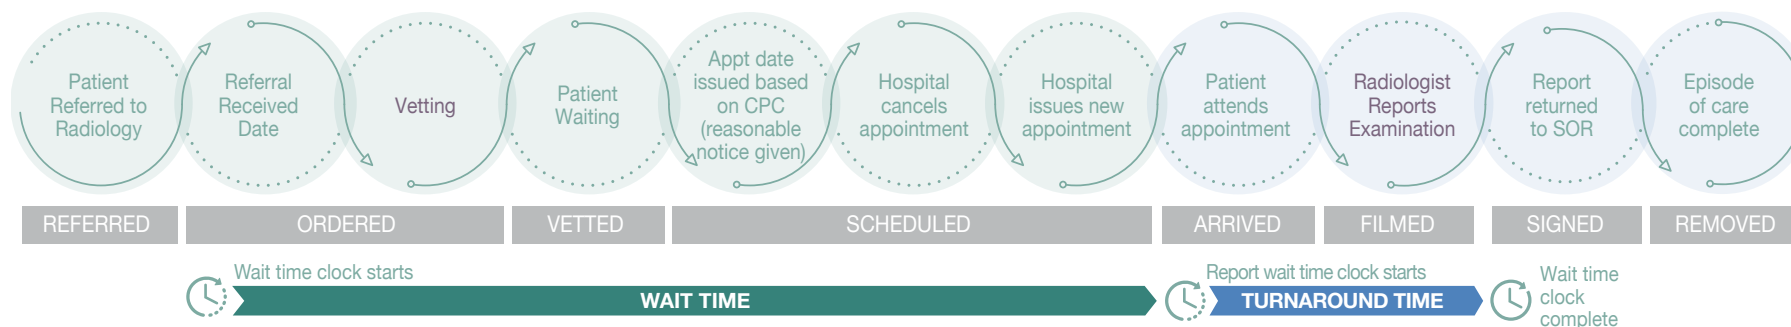 Patient
Referred to
Radiology
Referral
Received
Date
Vetting
Patient
Waiting
Appt date
issued based
on CPC
(reasonable
notice given)
Hospital
cancels
appointment
Hospital
issues new
appointment
Patient
attends
appointment
Radiologist
Reports
Examination
Report
returned
to SOR
Episode
of care
complete
REFERRED
ORDERED
VETTED
SCHEDULED
ARRIVED
FILMED
SIGNED
REMOVED
Wait time clock starts
WAIT TIME
Report wait time clock starts
TURNAROUND TIME
Wait time
clock
complete